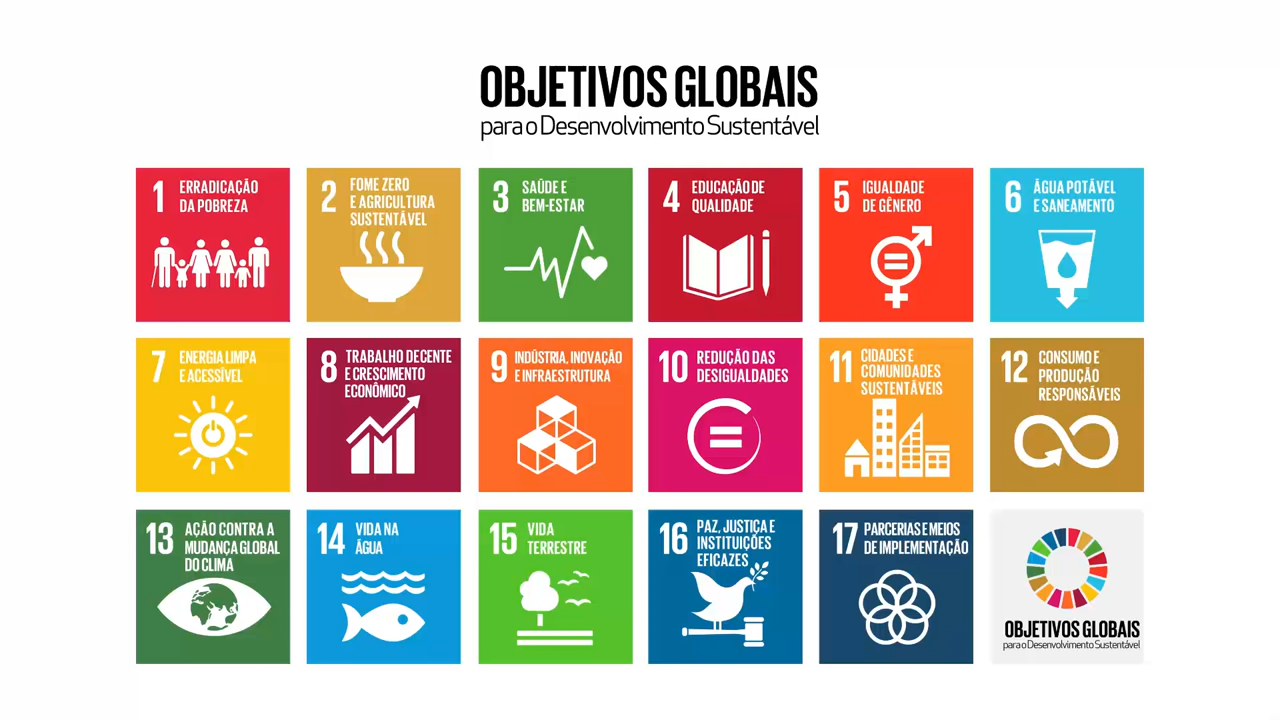 OBJETIVOS GLOBAIS
para o Desenvolvimento Sustentável
1 ERRADICAÇÃO
DA POBREZA
2 FOME ZERO
E AGRICULTURA
SUSTENTÁVEL
3 SAÚDE E
BEM-ESTAR
4 EDUCAÇÃO DE
QUALIDADE
5 IGUALDADE
DE GÊNERO
6 ÁGUA POTÁVEL
E SANEAMENTO
7 ENERGIA LIMPA
E ACESSÍVEL
8 TRABALHO DECENTE
E CRESCIMENTO
ECONÔMICO
9 INDÚSTRIA, INOVAÇÃO
E INFRAESTRUTURA
10 REDUÇÃO DAS
DESIGUALDADES
11 CIDADES E
COMUNIDADES
SUSTENTÁVEIS
12 CONSUMO E
PRODUÇÃO
RESPONSÁVEIS
13 AÇÃO CONTRA A
MUDANÇA GLOBAL
DO CLIMA
14 VIDA NA
ÁGUA
15 VIDA
TERRESTRE
16 PAZ, JUSTIÇA E
INSTITUIÇÕES
EFICAZES
17 PARCERIAS E MEIOS
DE IMPLEMENTAÇÃO
OBJETIVOS GLOBAIS
para o Desenvolvimento Sustentável